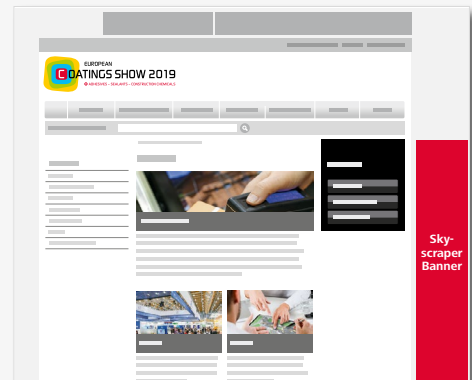 EUROPEAN
COATINGS SHOW 2019
ADHESIVES – SEALANTS – CONSTRUCTION CHEMICALS
Sky-
scraper
Banner